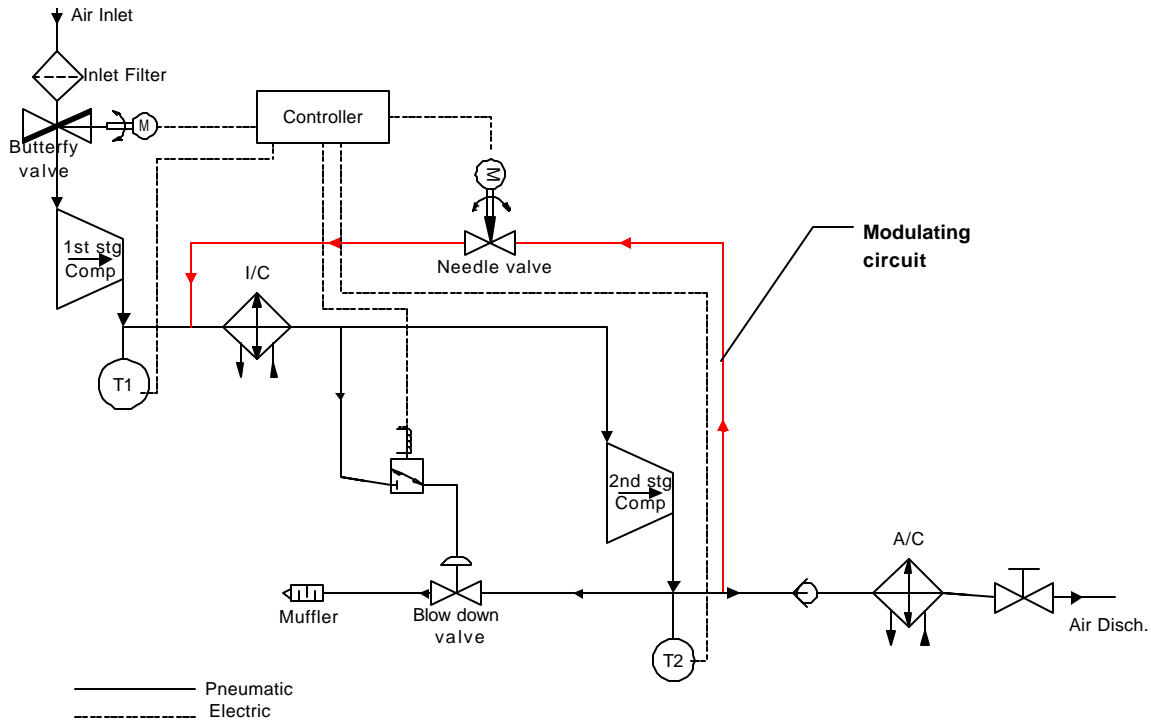 Air Inlet
Inlet Filter
Controller
M
Butterfy
valve
M
1st stg
Comp
Modulating
circuit
Needle valve
I/C
T1
2nd stg
Comp
A/C
Muffler
Blow down
valve
Air Disch.
T2
Pneumatic
Electric